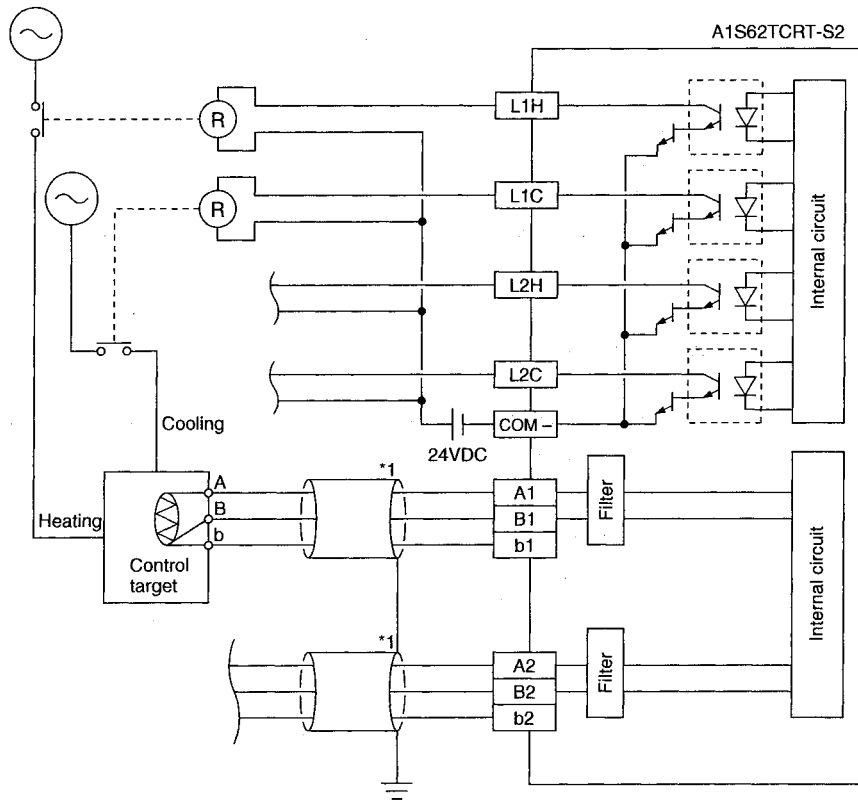 A1S62TCRT-S2
R
L1H
R
L1C
L2H
L2C
COM −
24VDC
Internal circuit
Cooling
Heating
Control
target
A
B
b
*1
A1
B1
b1
Filter
Internal circuit
*1
A2
B2
b2
Filter